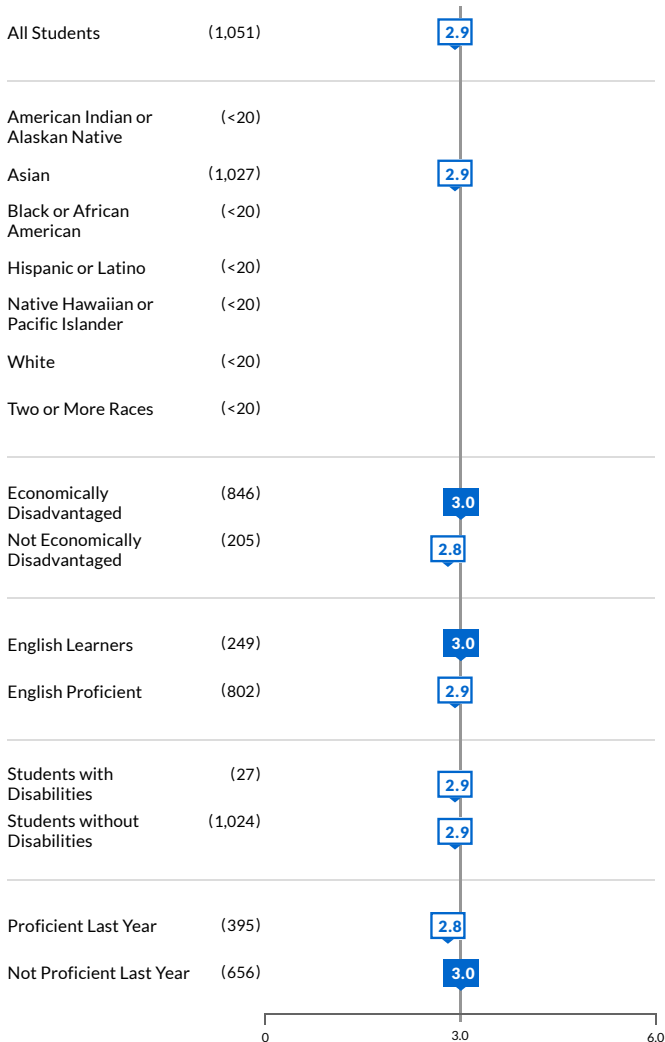 All Students (1,051) 2.9
American Indian or (<20)
Alaskan Native
Asian (1,027) 2.9
Black or African (<20)
American
Hispanic or Latino (<20)
Native Hawaiian or (<20)
Pacific Islander
White (<20)
Two or More Races (<20)
Economically (846) 3.0
Disadvantaged
Not Economically (205) 2.8
Disadvantaged
English Learners (249) 3.0
English Proficient (802) 2.9
Students with (27) 2.9
Disabilities
Students without (1,024) 2.9
Disabilities
Proficient Last Year (395) 2.8
Not Proficient Last Year (656) 3.0
0 3.0 6.0